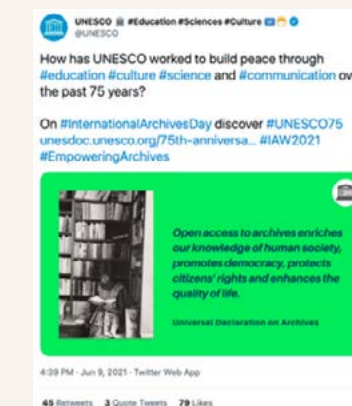 UNESCO 🏛 #Education #Sciences #Culture
@UNESCO
How has UNESCO worked to build peace through
#education #culture #science and #communication ov
the past 75 years?
On #InternationalArchivesDay discover #UNESCO75
unesdoc.unesco.org/75th-anniversa... #IAW2021
#EmpoweringArchives
Open access to archives enriches
our knowledge of human society,
promotes democracy, protects
citizens' rights and enhances the
quality of life.
Universal Declaration on Archives
4:39 PM · Jun 9, 2021 · Twitter Web App
45 Retweets 3 Quote Tweets 79 Likes